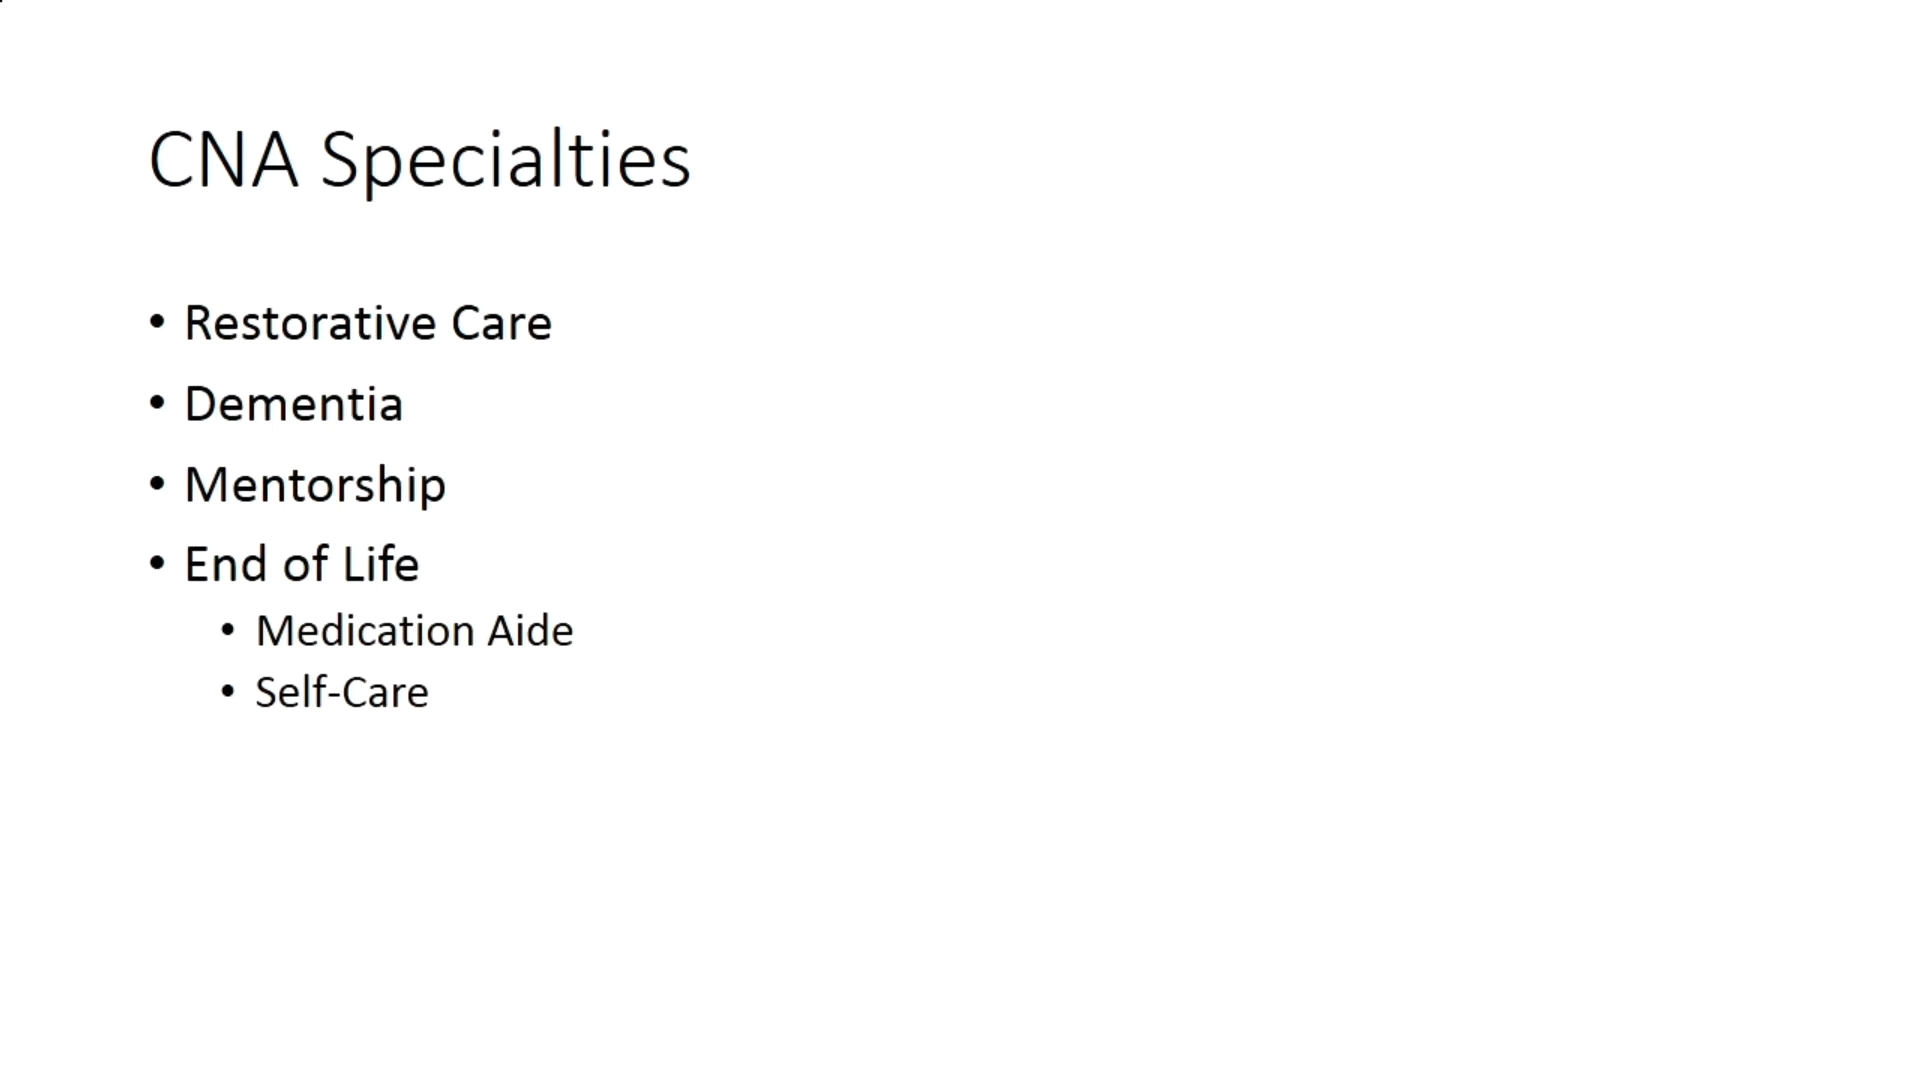 CNA Specialties
• Restorative Care
• Dementia
• Mentorship
• End of Life
• Medication Aide
• Self-Care